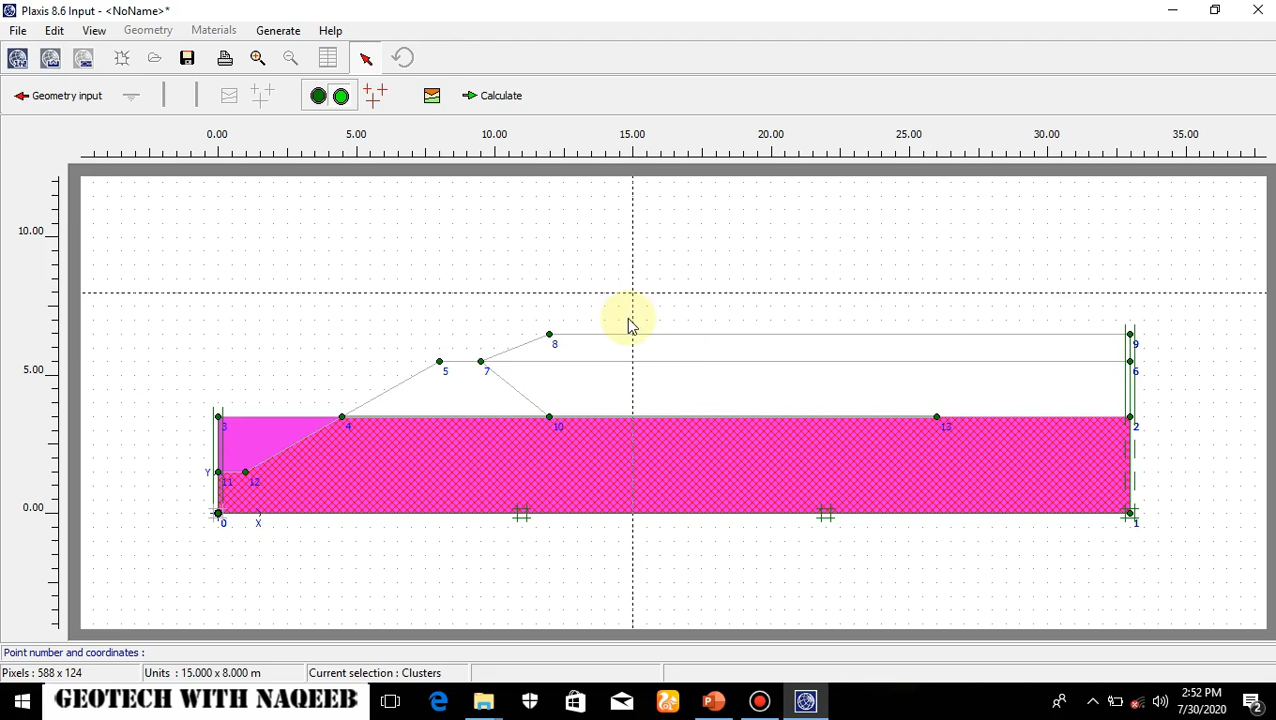 Plaxis 8.6 Input - <NoName>*
File Edit View Geometry Materials Generate Help
Geometry input Calculate
0.00 5.00 10.00 15.00 20.00 25.00 30.00 35.00
10.00
8 9
5.00
5 7 6
3 4 10 13 2
Y 11 12
0.00
0 X 1
Point number and coordinates :
Pixels : 588 x 124 Units : 15.000 x 8.000 m Current selection : Clusters
GEOTECH WITH NAQEEB
2:52 PM
7/30/2020
2